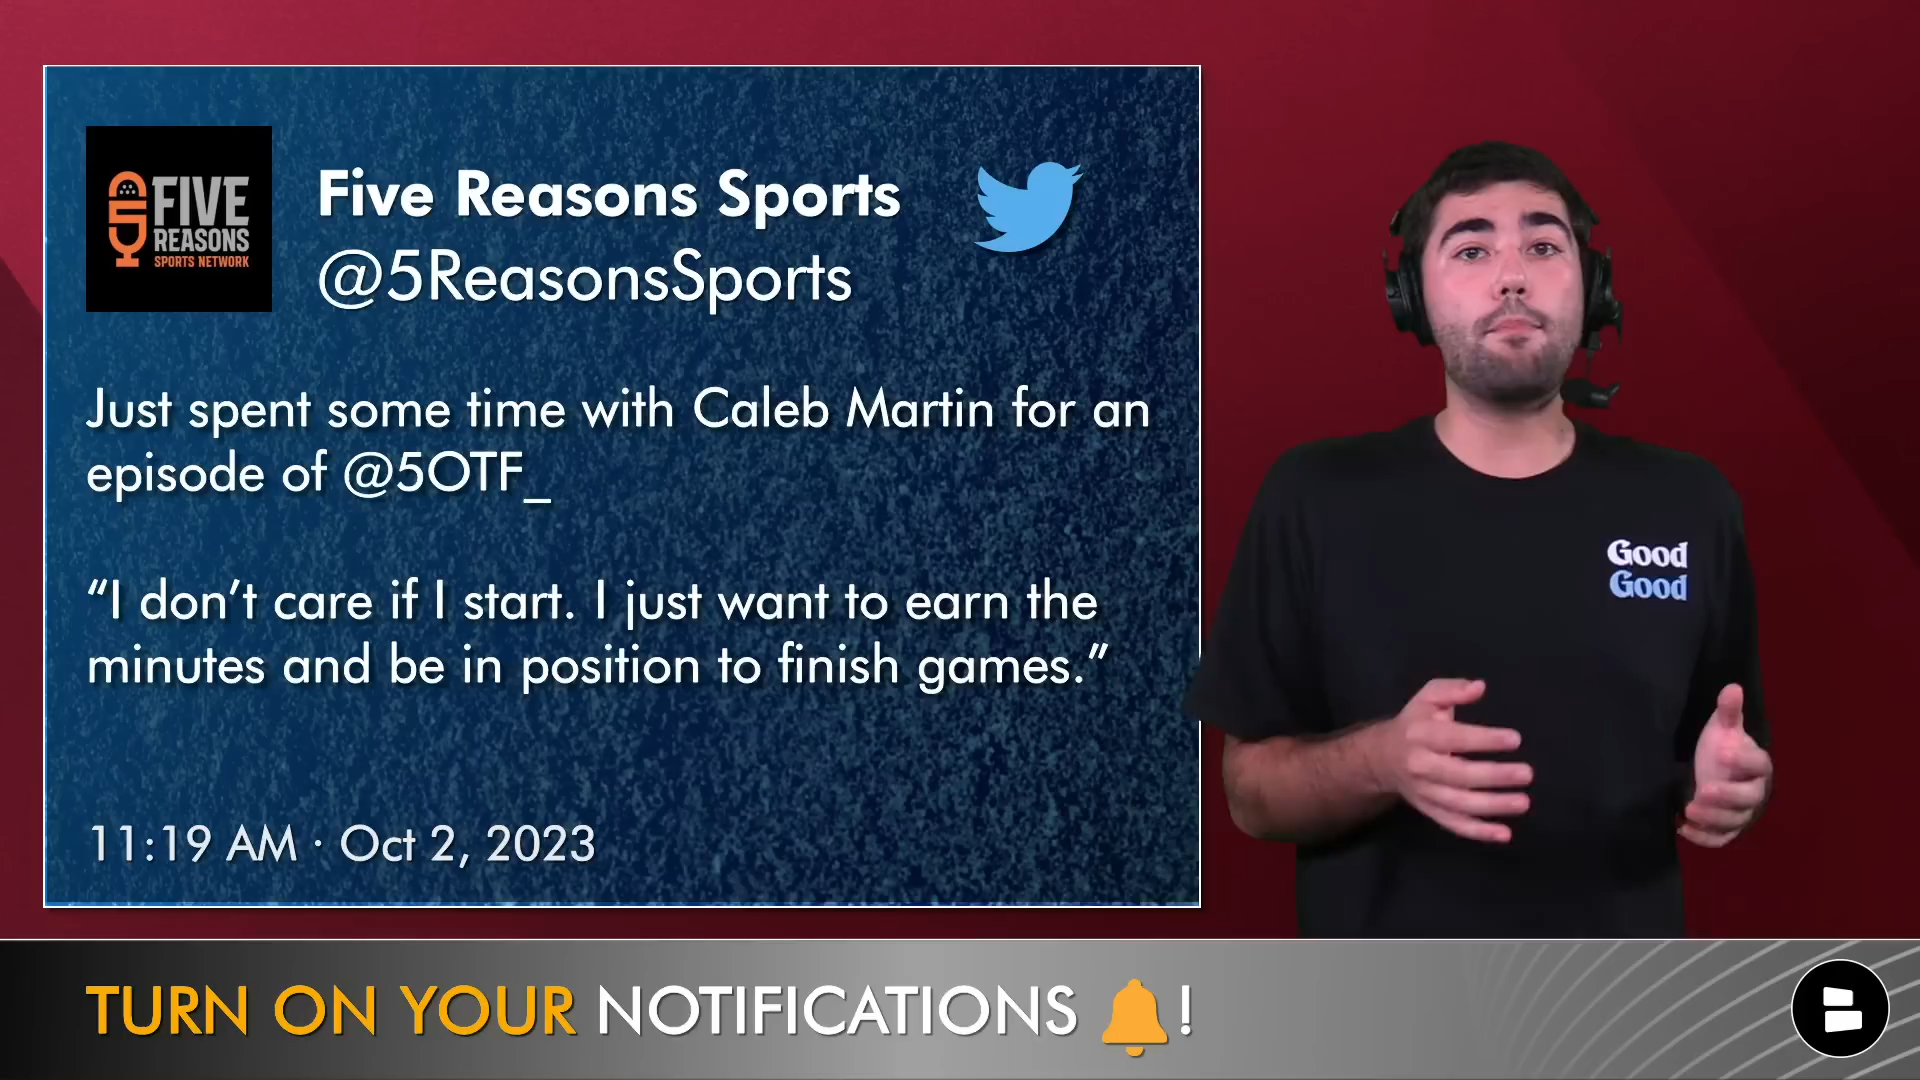 FIVE
REASONS
SPORTS NETWORK
Five Reasons Sports
@5ReasonsSports
Just spent some time with Caleb Martin for an
episode of @5OTF_
“I don’t care if I start. I just want to earn the
minutes and be in position to finish games.”
11:19 AM · Oct 2, 2023
Good
Good
TURN ON YOUR NOTIFICATIONS 🔔!